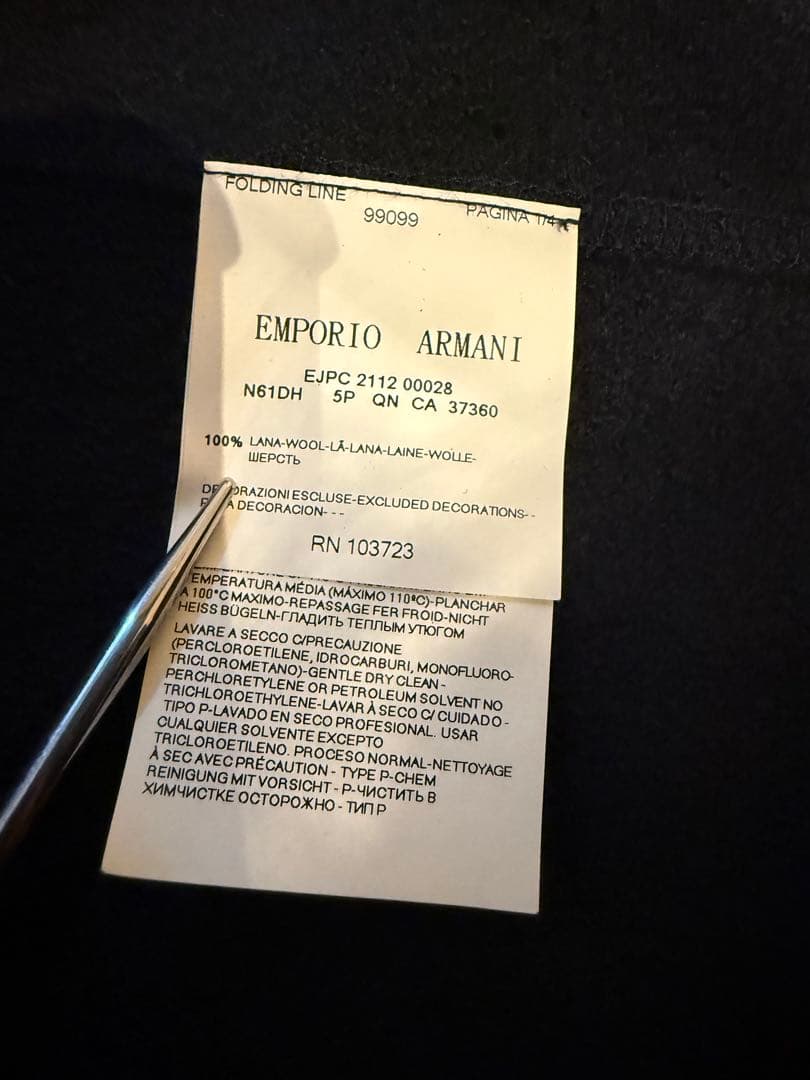 FOLDING LINE
99099
PAGINA 1/4
EMPORIO ARMANI
EJPC 2112 00028
N61DH 5P QN CA 37360
100% LANA-WOOL-LÃ-LANA-LAINE-WOLLE-
ШЕРСТЬ
DECORAZIONI ESCLUSE-EXCLUDED DECORATIONS--
DECORACION---
RN 103723
TEMPERATURA MÉDIA (MÁXIMO 110°C)-PLANCHAR
A 100°C MAXIMO-REPASSAGE FER FROID-NICHT
HEISS BÜGELN-ГЛАДИТЬ ТЕПЛЫМ УТЮГОМ
LAVARE A SECCO C/PRECAUZIONE
(PERCLOROETILENE, IDROCARBURI, MONOFLUORO-
TRICLOROMETANO)-GENTLE DRY CLEAN -
PERCHLORETYLENE OR PETROLEUM SOLVENT NO
TRICHLOROETHYLENE-LAVAR À SECO C/ CUIDADO -
TIPO P-LAVADO EN SECO PROFESIONAL. USAR
CUALQUIER SOLVENTE EXCEPTO
TRICLOROETILENO. PROCESO NORMAL-NETTOYAGE
À SEC AVEC PRÉCAUTION - TYPE P-CHEM
REINIGUNG MIT VORSICHT - P-ЧИСТИТЬ В
ХИМЧИСТКЕ ОСТОРОЖНО - ТИП P